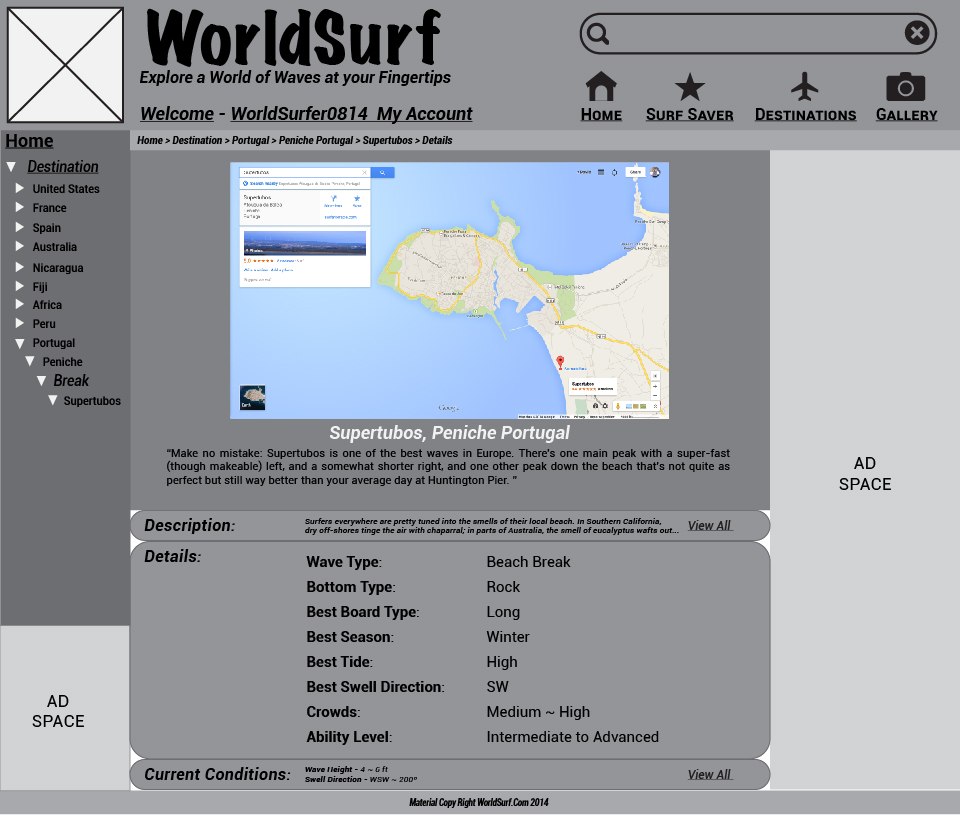 WorldSurf
Explore a World of Waves at your Fingertips
Welcome - WorldSurfer0814 My Account
Home Surf Saver Destinations Gallery
Home
Home > Destination > Portugal > Peniche Portugal > Supertubos > Details
Destination
United States
France
Spain
Australia
Nicaragua
Fiji
Africa
Peru
Portugal
Peniche
Break
Supertubos
Supertubos
Supertubos
Portugal
5.0
Supertubos
Earth
Google
Supertubos, Peniche Portugal
“Make no mistake: Supertubos is one of the best waves in Europe. There's one main peak with a super-fast
(though makeable) left, and a somewhat shorter right, and one other peak down the beach that's not quite as
perfect but still way better than your average day at Huntington Pier. ”
AD
SPACE
Description:
Surfers everywhere are pretty tuned into the smells of their local beach. In Southern California,
dry off-shores tinge the air with chaparral; in parts of Australia, the smell of eucalyptus wafts out...
View All
Details:
Wave Type: Beach Break
Bottom Type: Rock
Best Board Type: Long
Best Season: Winter
Best Tide: High
Best Swell Direction: SW
Crowds: Medium ~ High
Ability Level: Intermediate to Advanced
AD
SPACE
Current Conditions:
Wave Height - 4 ~ 6 ft
Swell Direction - WSW ~ 200º
View All
Material Copy Right WorldSurf.Com 2014